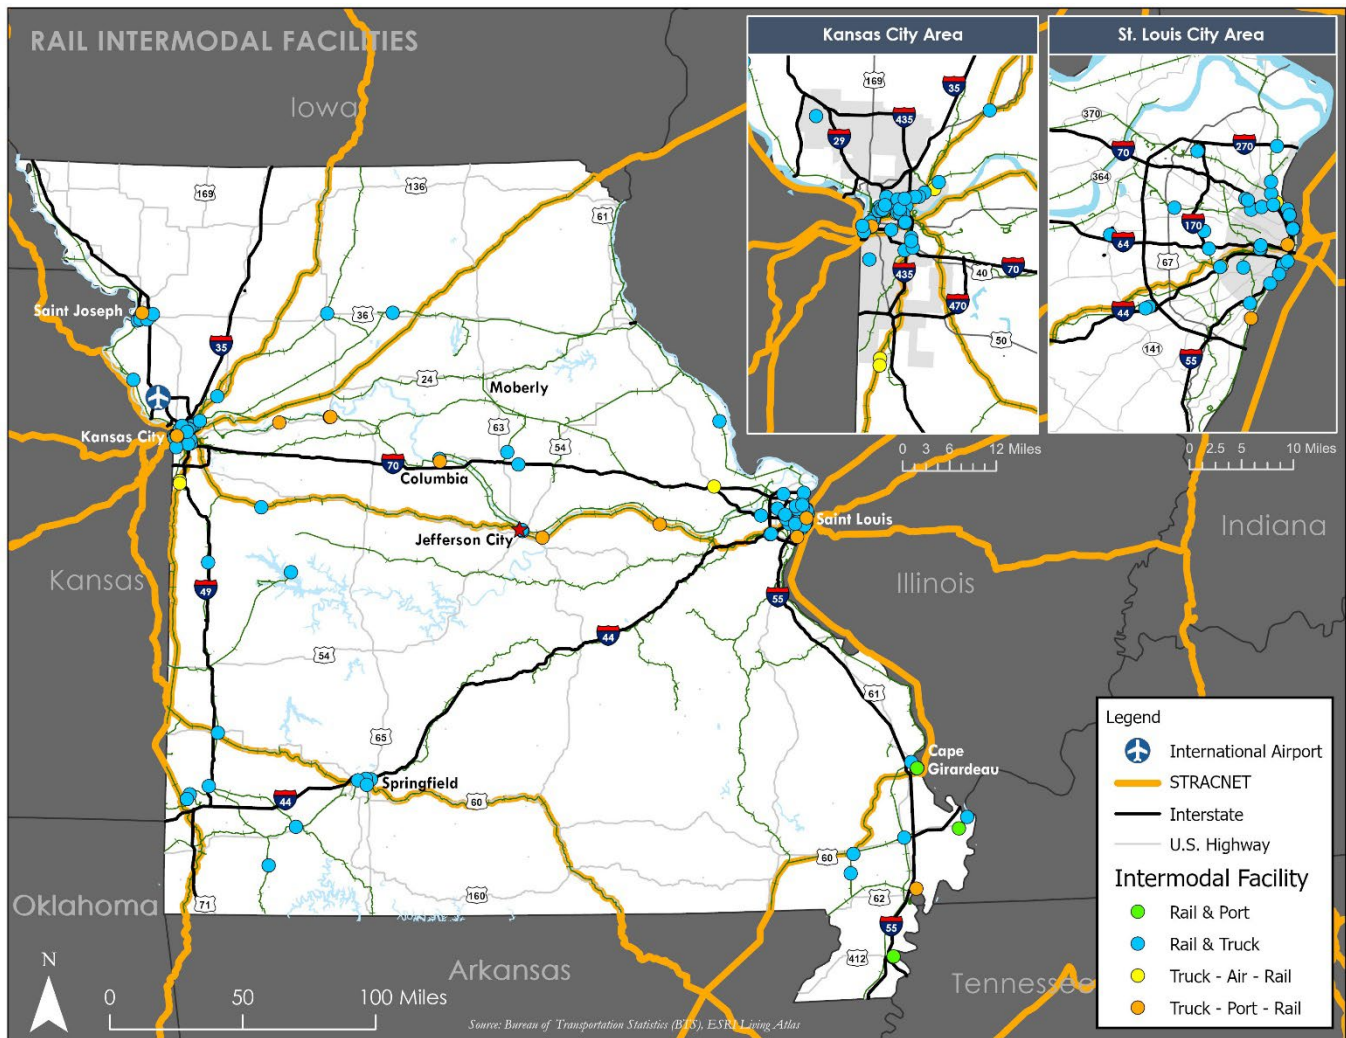 RAIL INTERMODAL FACILITIES
Iowa
169
136
61
Saint Joseph
36
35
24
Moberly
Kansas City
63
54
70
Columbia
Saint Louis
Jefferson City
Indiana
Kansas
Illinois
49
55
44
54
61
65
Cape
Girardeau
Springfield
44
60
60
Oklahoma
71
160
62
55
412
Arkansas
Tennessee
N
0 50 100 Miles
Source: Bureau of Transportation Statistics (BTS), ESRI Living Atlas
Kansas City Area
169
35
435
29
40
70
435
470
50
0 3 6 12 Miles
St. Louis City Area
370
70
270
364
170
64
67
44
141
55
0 2.5 5 10 Miles
Legend
International Airport
STRACNET
Interstate
U.S. Highway
Intermodal Facility
Rail & Port
Rail & Truck
Truck - Air - Rail
Truck - Port - Rail